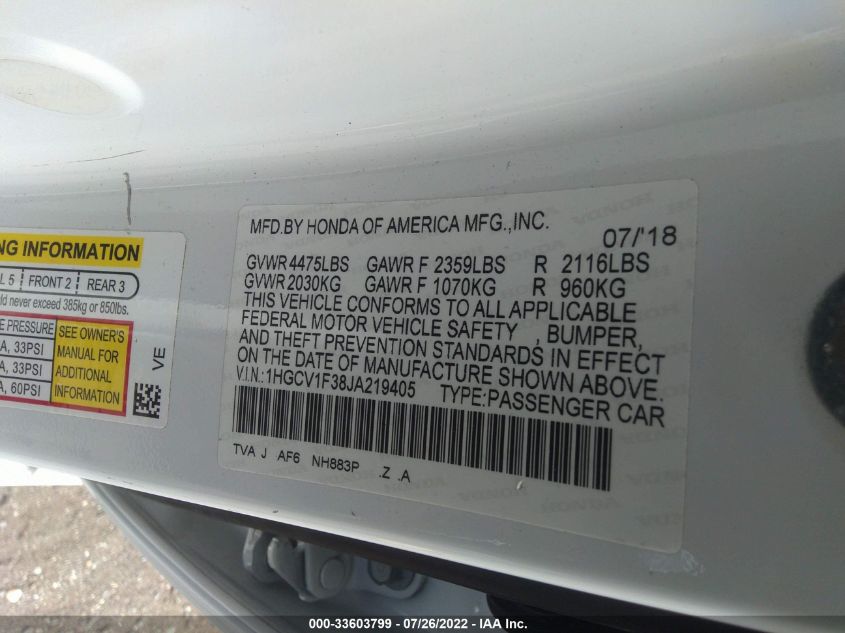 MFD.BY HONDA OF AMERICA MFG.,INC.
07/'18
GVWR 4475LBS GAWR F 2359LBS R 2116LBS
GVWR 2030KG GAWR F 1070KG R 960KG
THIS VEHICLE CONFORMS TO ALL APPLICABLE
FEDERAL MOTOR VEHICLE SAFETY , BUMPER,
AND THEFT PREVENTION STANDARDS IN EFFECT
ON THE DATE OF MANUFACTURE SHOWN ABOVE.
V.I.N.:1HGCV1F38JA219405 TYPE:PASSENGER CAR
TVA J AF6 NH883P .Z .A
NG INFORMATION
L 5 FRONT 2 REAR 3
ld never exceed 385kg or 850lbs.
E PRESSURE
A, 33PSI
A, 33PSI
A, 60PSI
SEE OWNER'S
MANUAL FOR
ADDITIONAL
INFORMATION
VE
000-33603799 - 07/26/2022 - IAA Inc.